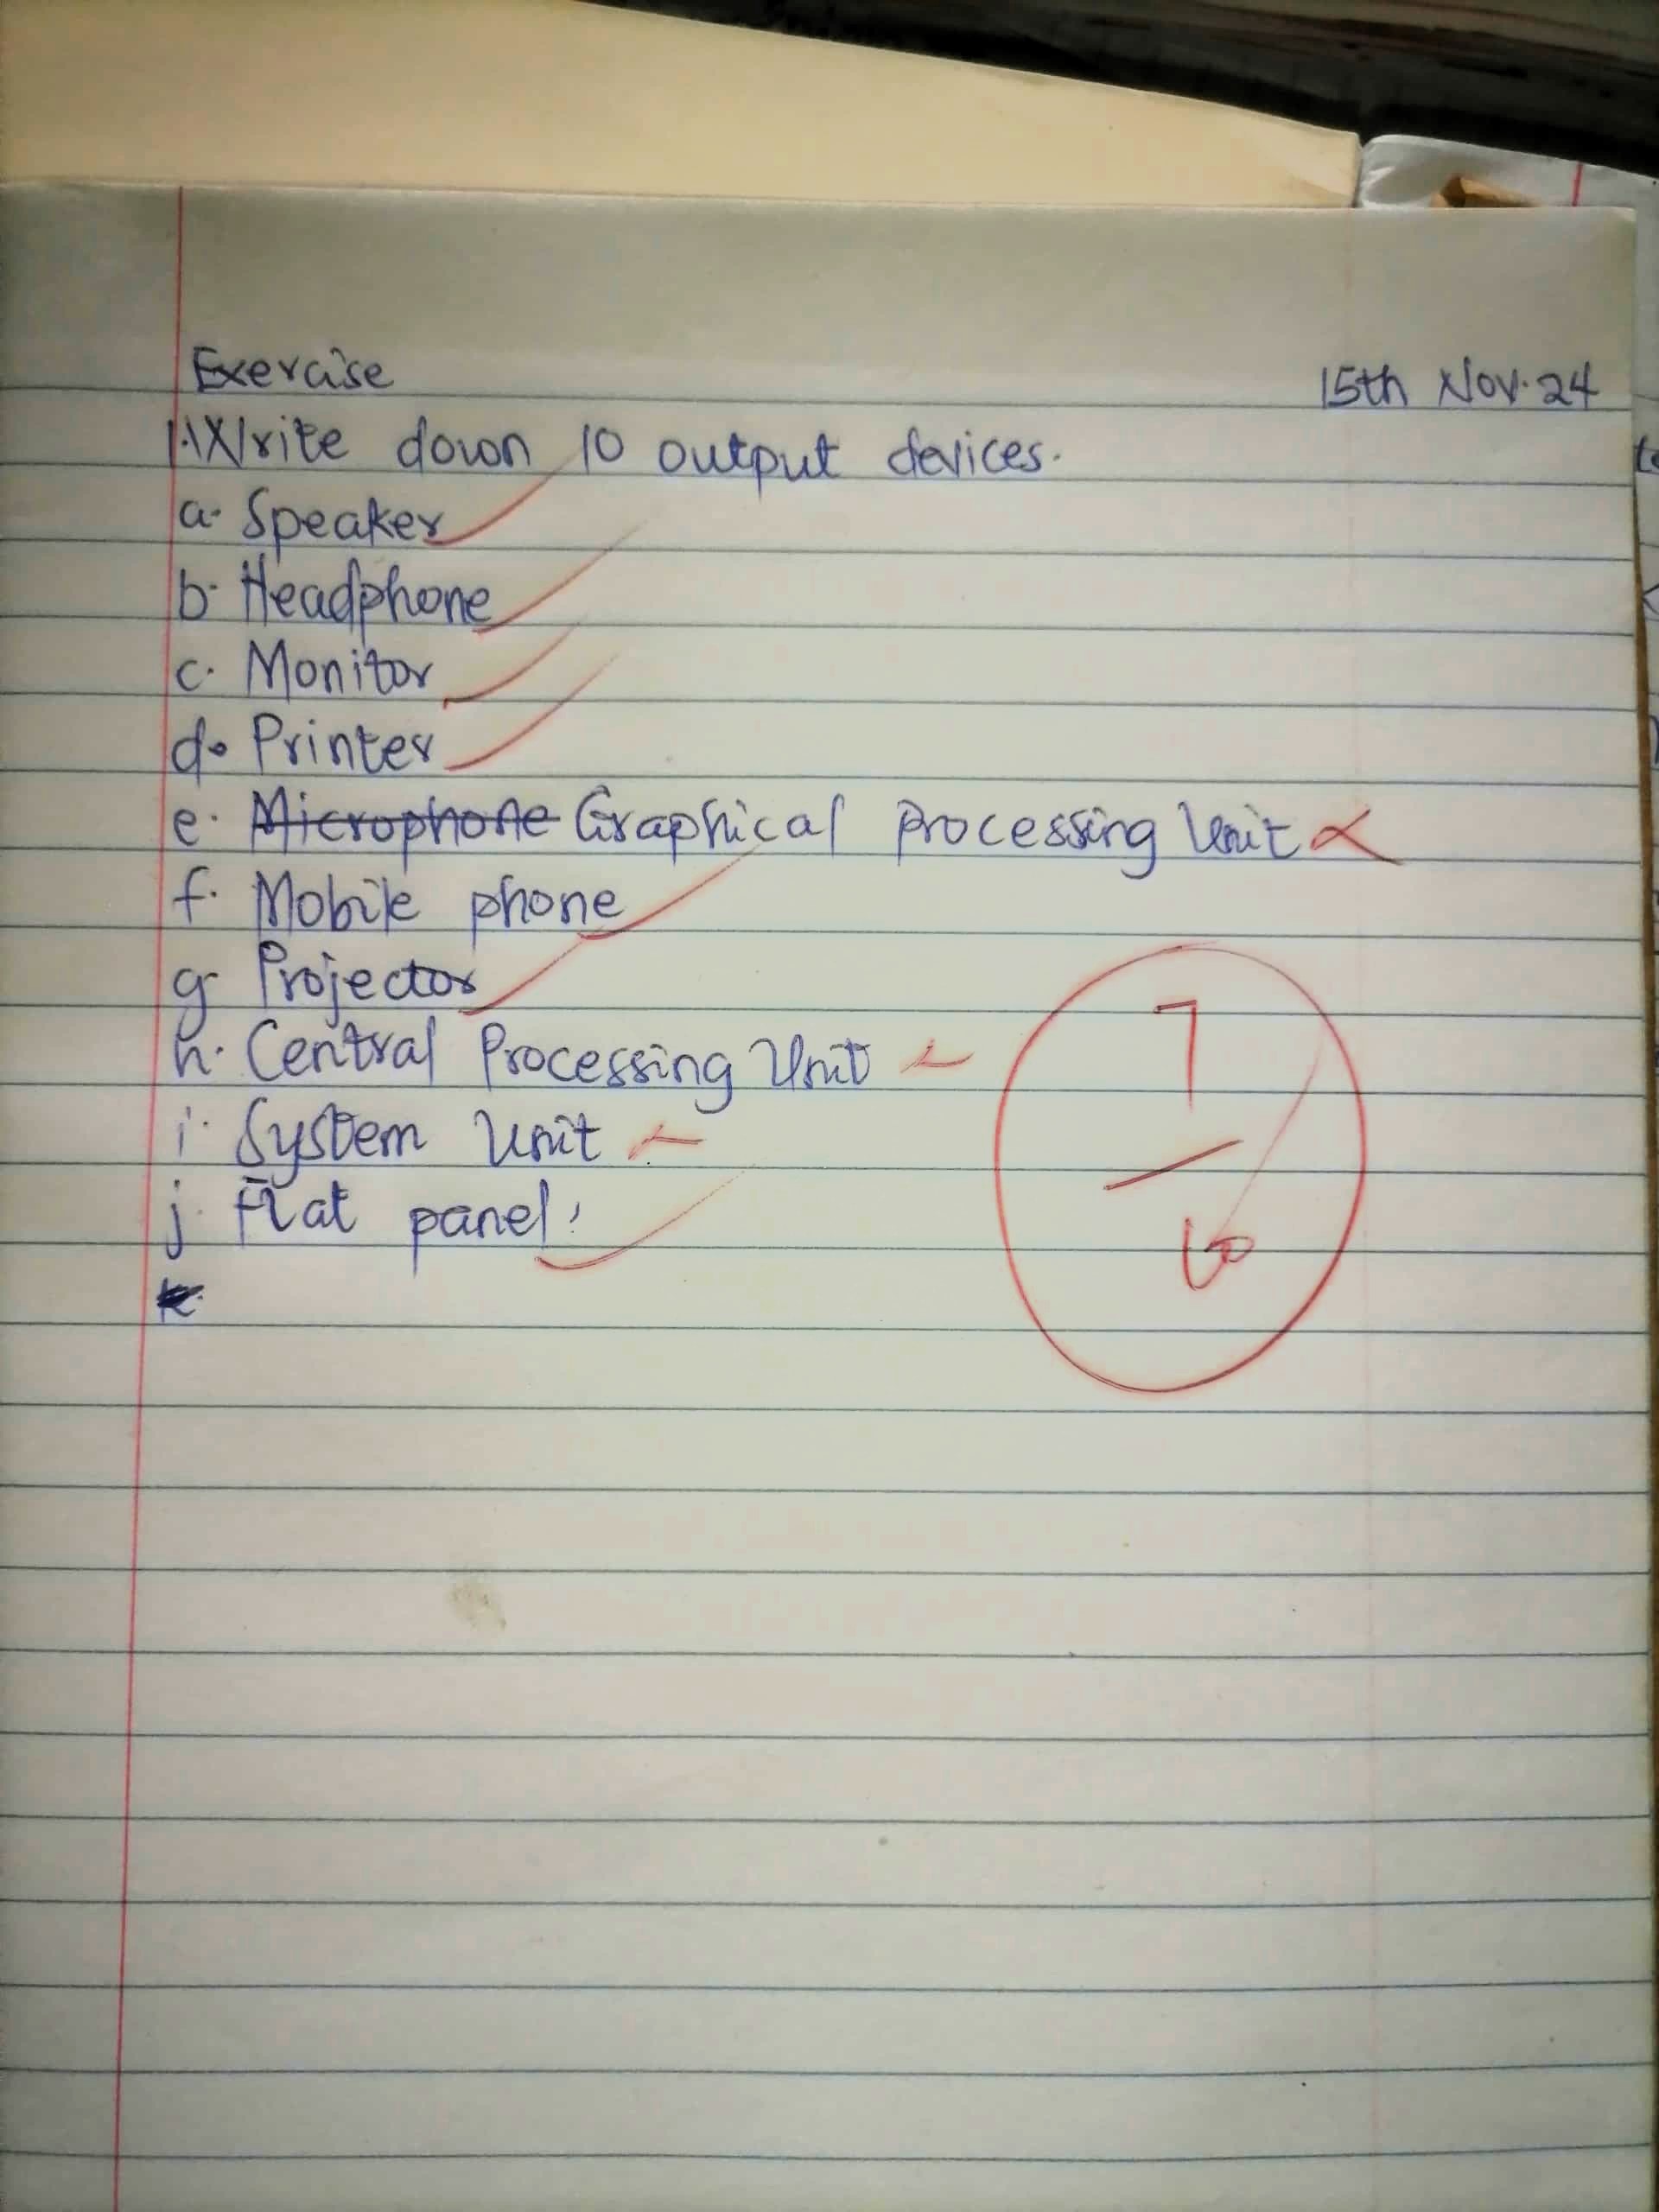 Exercise 15th Nov. 24
1. Write down 10 output devices.
a. Speaker
b. Headphone
c. Monitor
d. Printer
e. Microphone Graphical processing Unit
f. Mobile phone
g. Projector
h. Central Processing Unit
i. System Unit
j. Flat panel.
k.
7
10